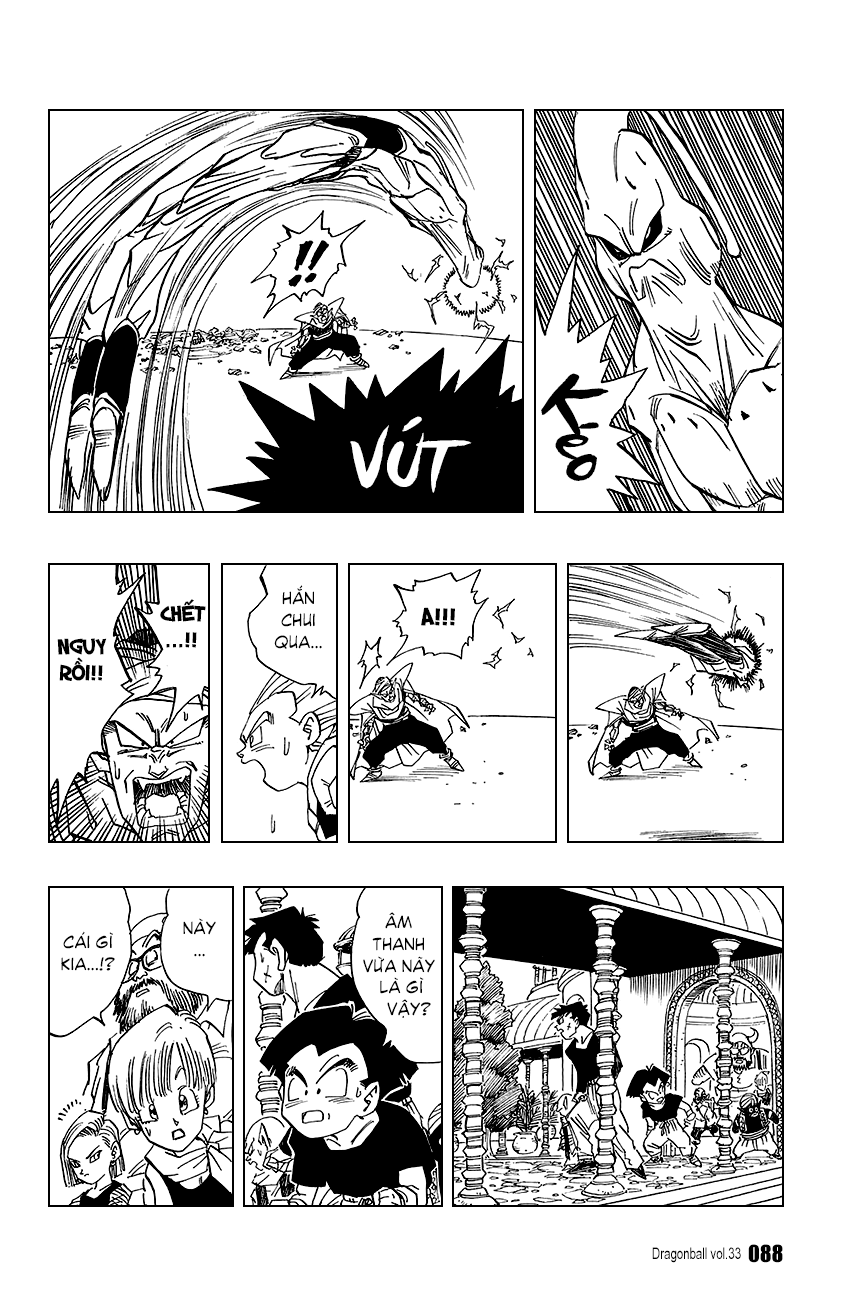 !!
VÚT
A!!!
HẮN
CHUI
QUA...
CHẾT
...!!
NGUY
RỒI!!
ÂM
THANH
VỪA NÃY
LÀ GÌ
VẬY?
NÀY
...
CÁI GÌ
KIA...!?
Dragonball vol.33 088